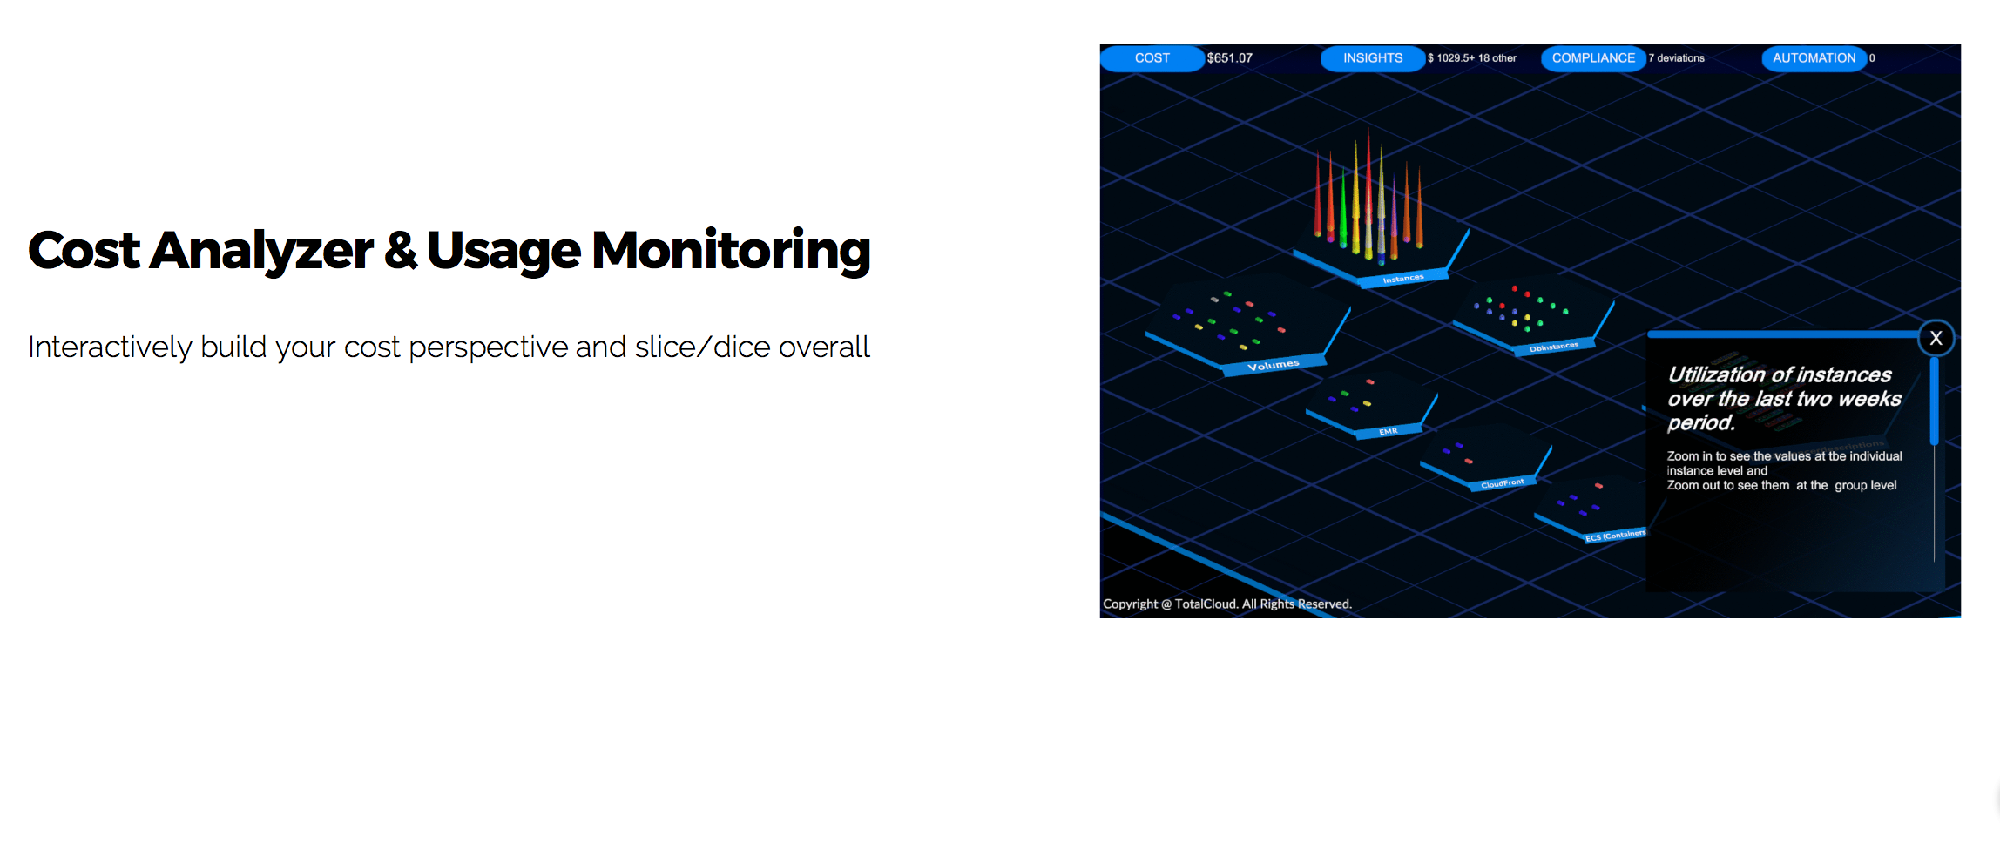 Cost Analyzer & Usage Monitoring
Interactively build your cost perspective and slice/dice overall
COST $651.07 INSIGHTS $ 1029.5+ 18 other COMPLIANCE 7 deviations AUTOMATION 0
Instances
Volumes
DbInstances
EMR
CloudFront
ECS (Containers
X
Utilization of instances
over the last two weeks
period.
Zoom in to see the values at tbe individual
instance level and
Zoom out to see them at the group level
Copyright @ TotalCloud. All Rights Reserved.